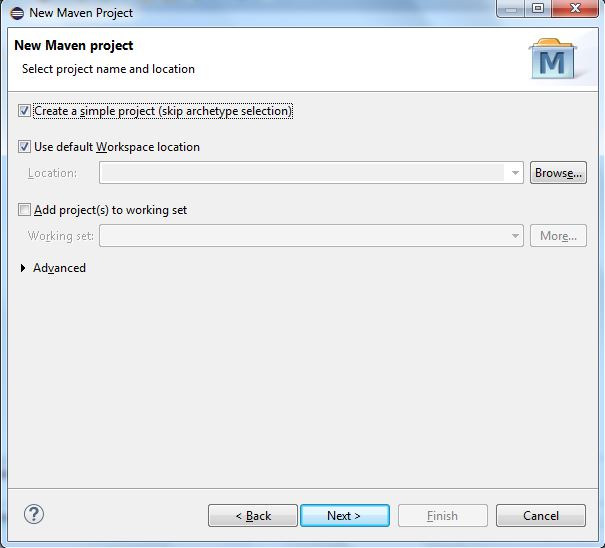 New Maven Project
New Maven project
Select project name and location
M
Create a simple project (skip archetype selection)
Use default Workspace location
Location:
Browse...
Add project(s) to working set
Working set:
More...
Advanced
?
< Back
Next >
Finish
Cancel